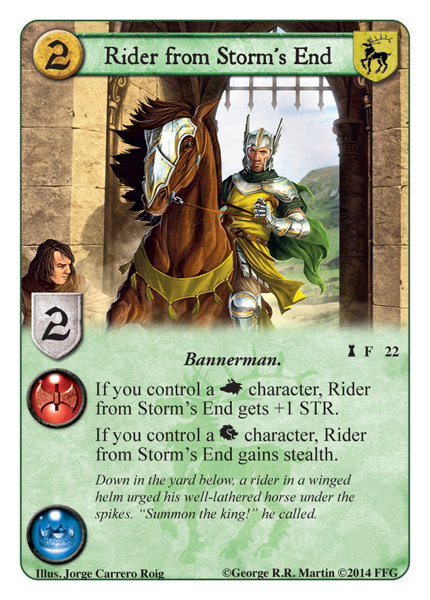 2
Rider from Storm's End
2
Bannerman.
F 22
If you control a character, Rider
from Storm's End gets +1 STR.
If you control a character, Rider
from Storm's End gains stealth.
Down in the yard below, a rider in a winged
helm urged his well-lathered horse under the
spikes. “Summon the king!” he called.
Illus. Jorge Carrero Roig
©George R.R. Martin ©2014 FFG